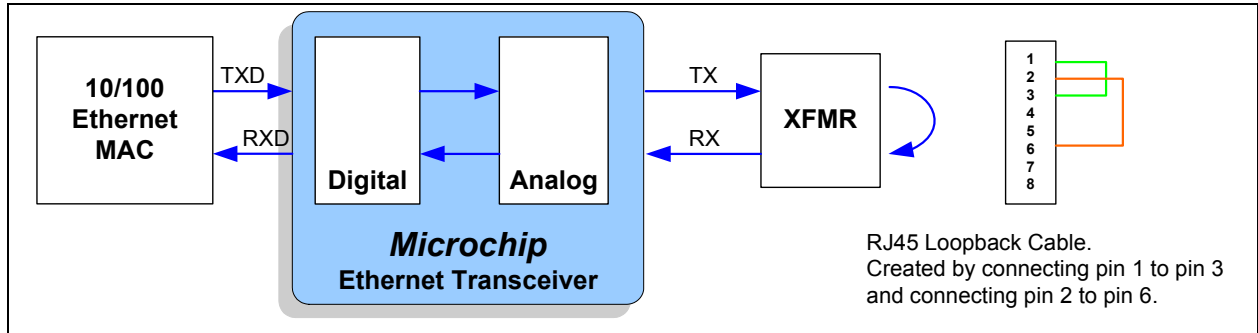 10/100
Ethernet
MAC
TXD
RXD
Digital
Analog
Microchip
Ethernet Transceiver
TX
RX
XFMR
1
2
3
4
5
6
7
8
RJ45 Loopback Cable.
Created by connecting pin 1 to pin 3
and connecting pin 2 to pin 6.